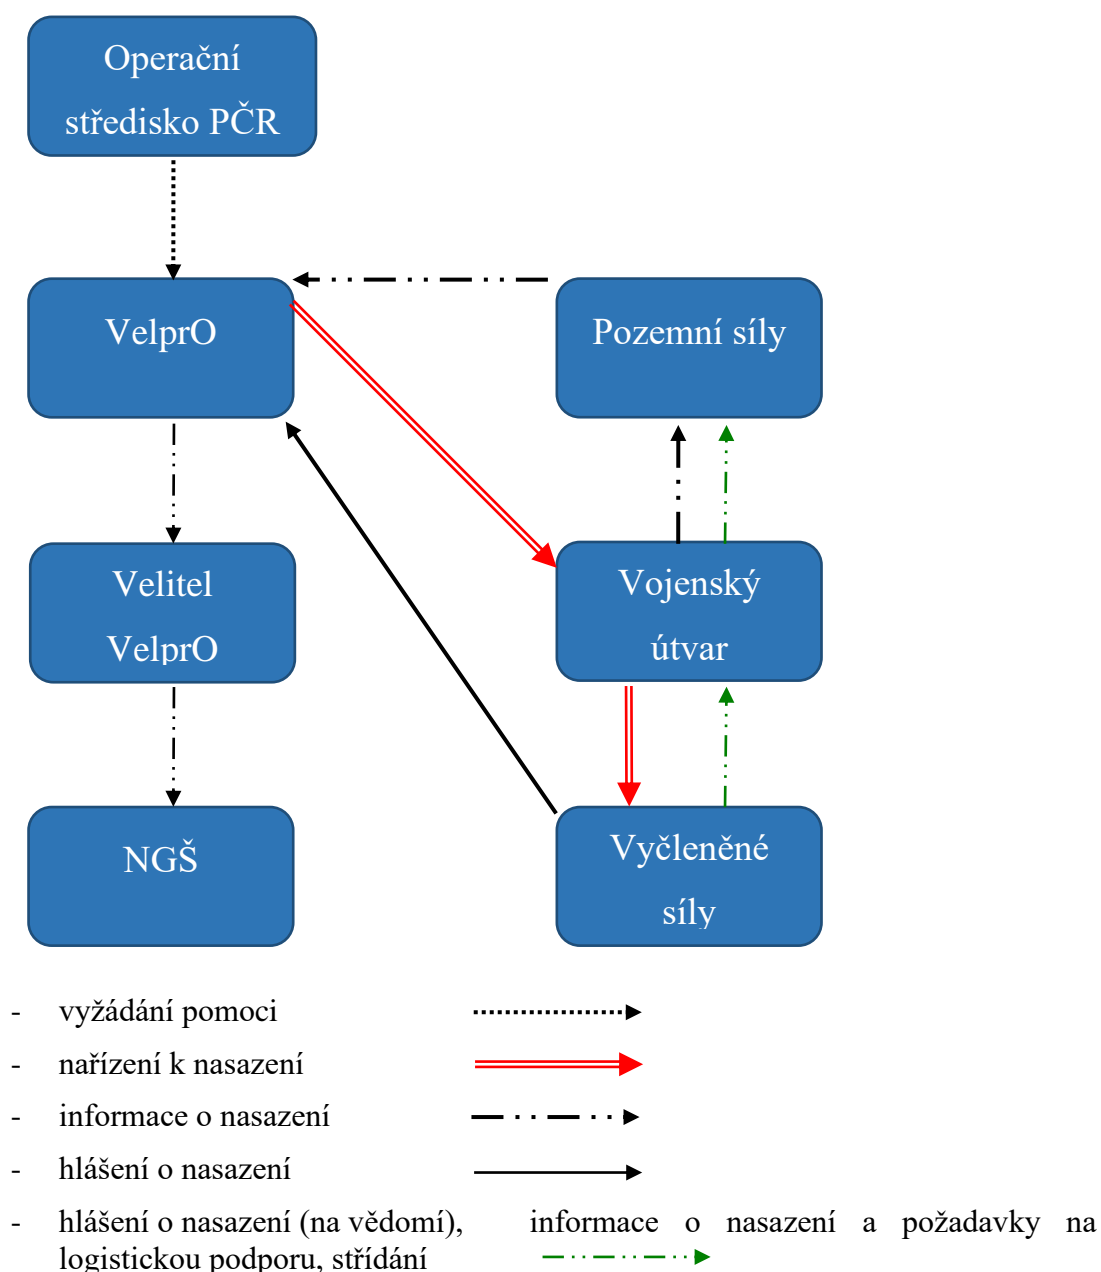 Operační
středisko PČR
VelprO
Pozemní síly
Velitel
VelprO
Vojenský
útvar
NGŠ
Vyčleněné
síly
- vyžádání pomoci
- nařízení k nasazení
- informace o nasazení
- hlášení o nasazení
- hlášení o nasazení (na vědomí), informace o nasazení a požadavky na
logistickou podporu, střídání